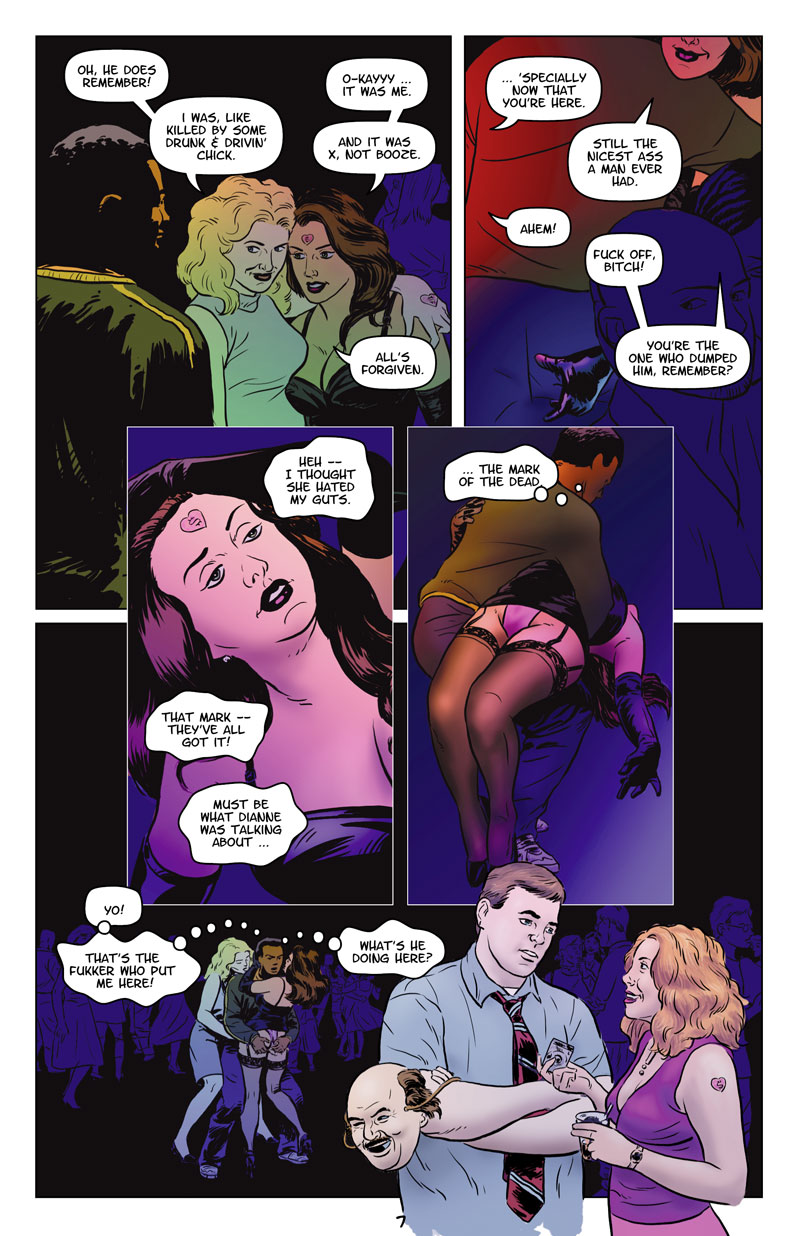 OH, HE DOES
REMEMBER!
I WAS, LIKE
KILLED BY SOME
DRUNK & DRIVIN'
CHICK.
O-KAYYY ...
IT WAS ME.
AND IT WAS
X, NOT BOOZE.
ALL'S
FORGIVEN.
... 'SPECIALLY
NOW THAT
YOU'RE HERE.
STILL THE
NICEST ASS
A MAN EVER
HAD.
AHEM!
FUCK OFF,
BITCH!
YOU'RE THE
ONE WHO DUMPED
HIM, REMEMBER?
HEH --
I THOUGHT
SHE HATED
MY GUTS.
THAT MARK --
THEY'VE ALL
GOT IT!
MUST BE
WHAT DIANNE
WAS TALKING
ABOUT ...
... THE MARK
OF THE DEAD.
YO!
THAT'S THE
FUKKER WHO PUT
ME HERE!
WHAT'S HE
DOING HERE?
7